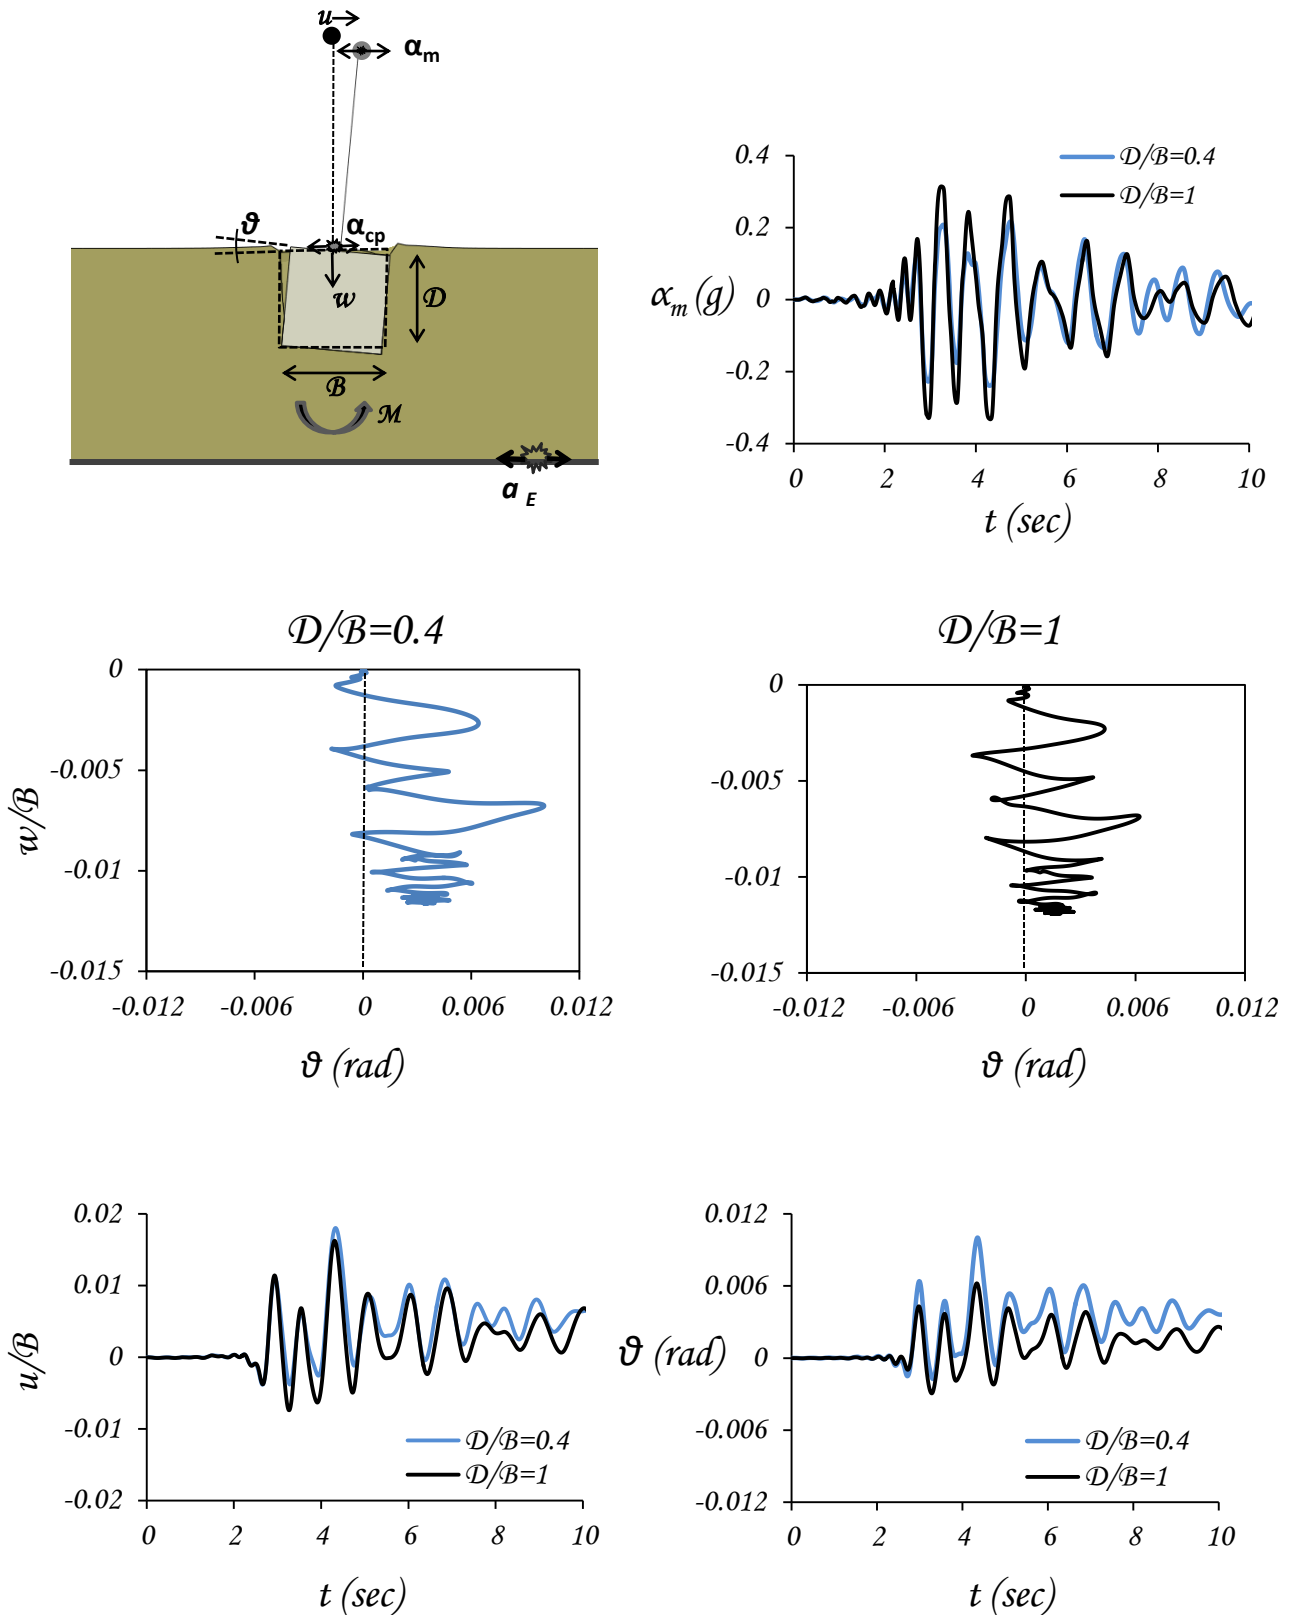 u
αm
ϑ
αcp
w
D
B
M
a E
0.4
0.2
0
-0.2
-0.4
αm (g)
D/B=0.4
D/B=1
0 2 4 6 8 10
t (sec)
D/B=0.4
0
-0.005
-0.01
-0.015
w/B
-0.012 -0.006 0 0.006 0.012
ϑ (rad)
D/B=1
0
-0.005
-0.01
-0.015
-0.012 -0.006 0 0.006 0.012
ϑ (rad)
0.02
0.01
0
-0.01
-0.02
u/B
D/B=0.4
D/B=1
0 2 4 6 8 10
t (sec)
0.012
0.006
0
-0.006
-0.012
ϑ (rad)
D/B=0.4
D/B=1
0 2 4 6 8 10
t (sec)